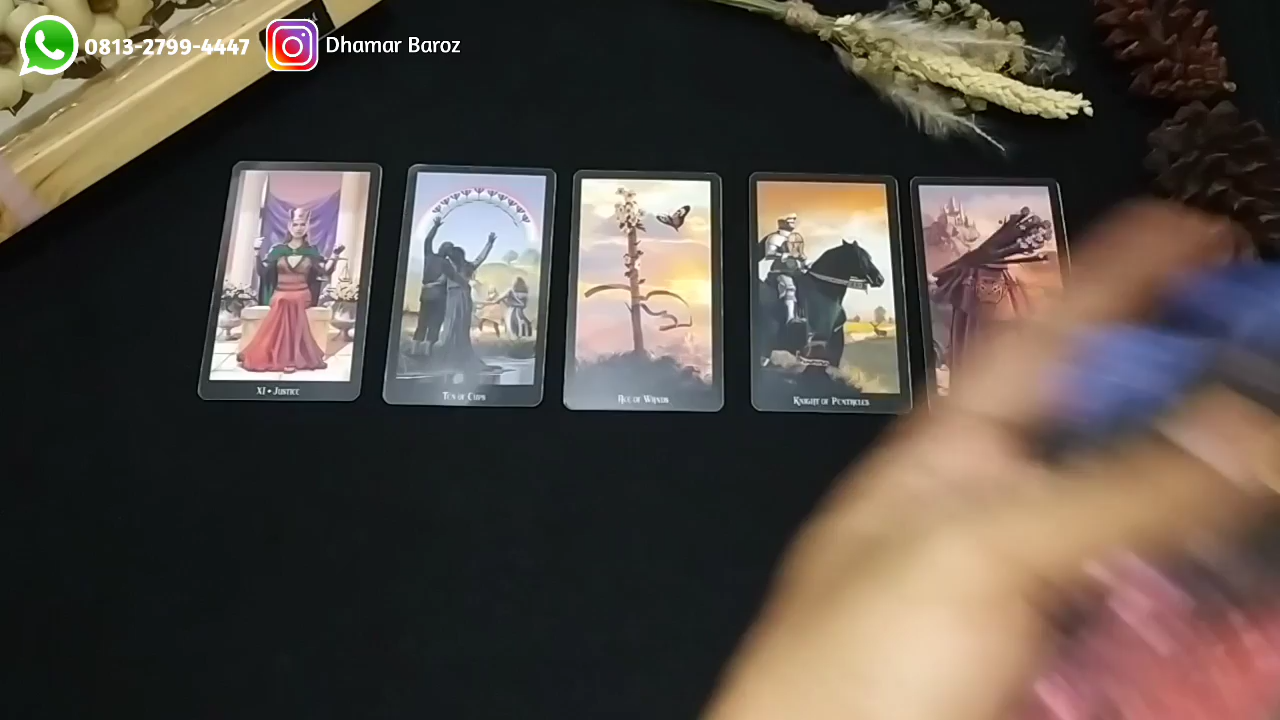 0813-2799-4447
Dhamar Baroz
XI • Justice
Ten of Cups
Ace of Wands
Knight of Pentacles